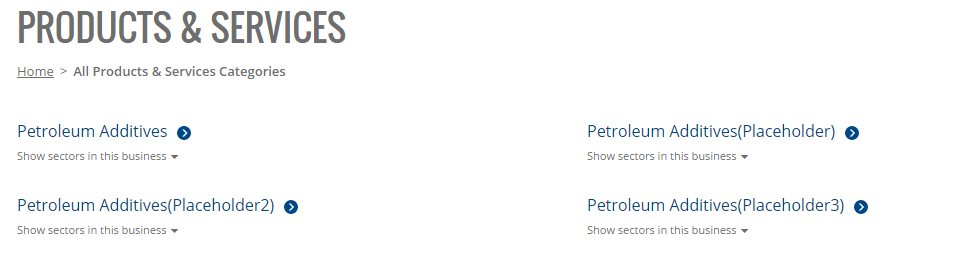 PRODUCTS & SERVICES
Home > All Products & Services Categories
Petroleum Additives
Show sectors in this business
Petroleum Additives(Placeholder)
Show sectors in this business
Petroleum Additives(Placeholder2)
Show sectors in this business
Petroleum Additives(Placeholder3)
Show sectors in this business